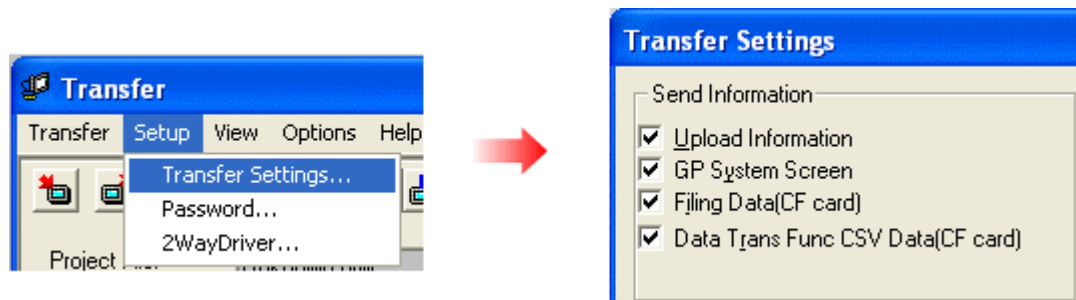 Transfer
Transfer Setup View Options Help
Transfer Settings...
Password...
2WayDriver...
Project
Transfer Settings
Send Information
Upload Information
GP System Screen
Filing Data(CF card)
Data Trans Func CSV Data(CF card)